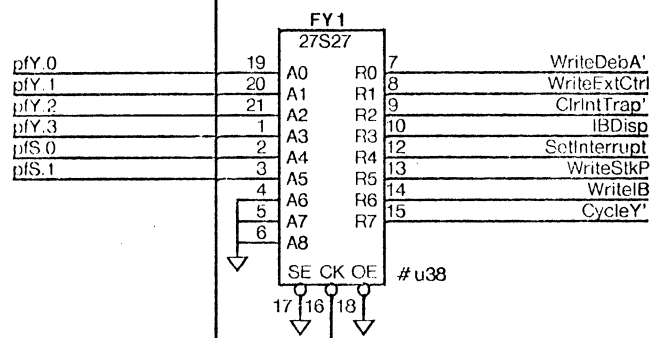 FY1
27S27
pfY.0 19 A0 R0 7 WriteDebA'
pfY.1 20 A1 R1 8 WriteExtCtrl
pfY.2 21 A2 R2 9 ClrIntTrap'
pfY.3 1 A3 R3 10 IBDisp
pfS.0 2 A4 R4 12 SetInterrupt
pfS.1 3 A5 R5 13 WriteStkP
4 A6 R6 14 WriteIB
5 A7 R7 15 CycleY'
6 A8
SE CK OE # u38
17 16 18